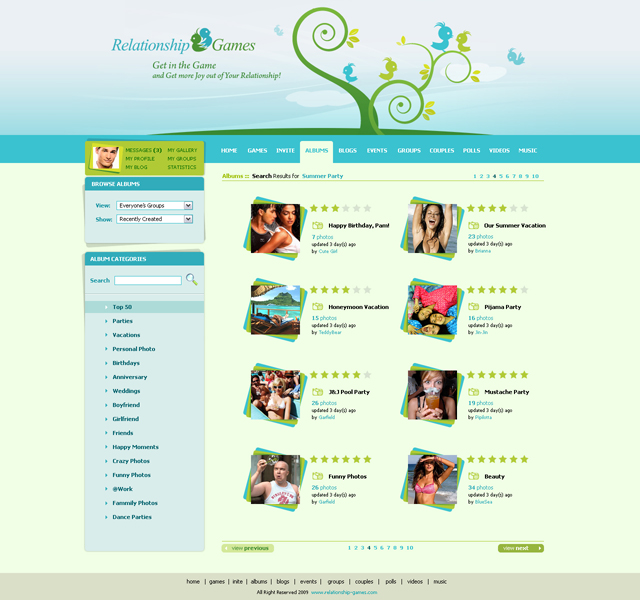 Relationship Games
Get in the Game
and Get more Joy out of Your Relationship!
MESSAGES (3) MY GALLERY
MY PROFILE MY GROUPS
MY BLOG STATISTICS
HOME GAMES INVITE ALBUMS BLOGS EVENTS GROUPS COUPLES POLLS VIDEOS MUSIC
BROWSE ALBUMS
View: Everyone's Groups
Show: Recently Created
ALBUM CATEGORIES
Search
Top 50
Parties
Vacations
Personal Photo
Birthdays
Anniversary
Weddings
Boyfriend
Girlfriend
Friends
Happy Moments
Crazy Photos
Funny Photos
@Work
Fammily Photos
Dance Parties
Albums :: Search Results for Summer Party 1 2 3 4 5 6 7 8 9 10
Happy Birthday, Pam!
7 photos
updated 3 day(s) ago
by Cuta Girl
Our Summer Vacation
23 photos
updated 3 day(s) ago
by Brianna
Honeymoon Vacation
15 photos
updated 3 day(s) ago
by TeddyBear
Pijama Party
16 photos
updated 3 day(s) ago
by Jin-Jin
J&J Pool Party
26 photos
updated 3 day(s) ago
by Garfield
Mustache Party
19 photos
updated 3 day(s) ago
by Pipilotta
Funny Photos
26 photos
updated 3 day(s) ago
by Garfield
Beauty
34 photos
updated 3 day(s) ago
by BlueSea
view previous 1 2 3 4 5 6 7 8 9 10 view next
home | games | inite | albums | blogs | events | groups | couples | polls | videos | music
All Right Reserved 2009 www.relationship-games.com